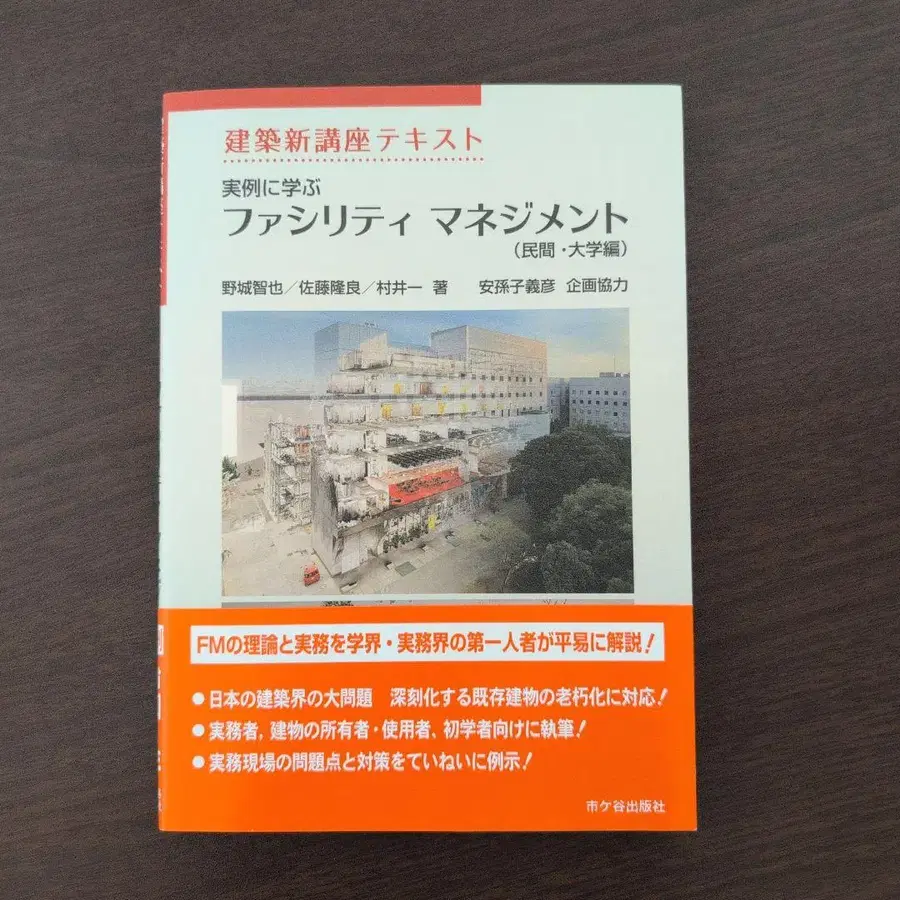 建築新講座テキスト
実例に学ぶ
ファシリティ マネジメント
(民間・大学編)
野城智也／佐藤隆良／村井一 著 安孫子義彦 企画協力
FMの理論と実務を学界・実務界の第一人者が平易に解説！
●日本の建築界の大問題 深刻化する既存建物の老朽化に対応！
●実務者，建物の所有者・使用者、初学者向けに執筆！
●実務現場の問題点と対策をていねいに例示！
市ケ谷出版社